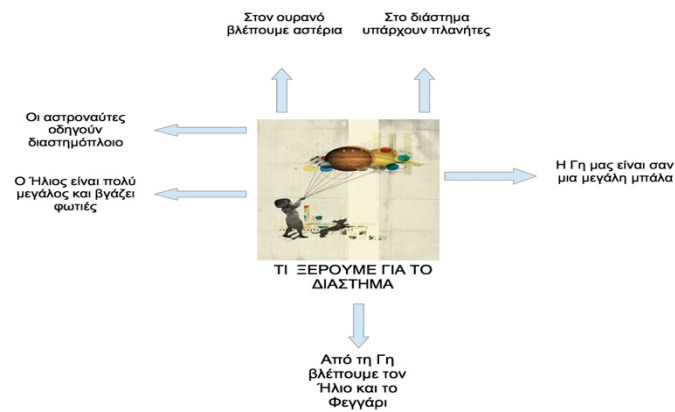 Στον ουρανό
βλέπουμε αστέρια
Στο διάστημα
υπάρχουν πλανήτες
Οι αστροναύτες
οδηγούν
διαστημόπλοιο
Ο Ήλιος είναι πολύ
μεγάλος και βγάζει
φωτιές
Η Γη μας είναι σαν
μια μεγάλη μπάλα
ΤΙ ΞΕΡΟΥΜΕ ΓΙΑ ΤΟ
ΔΙΑΣΤΗΜΑ
Από τη Γη
βλέπουμε τον
Ήλιο και το
Φεγγάρι